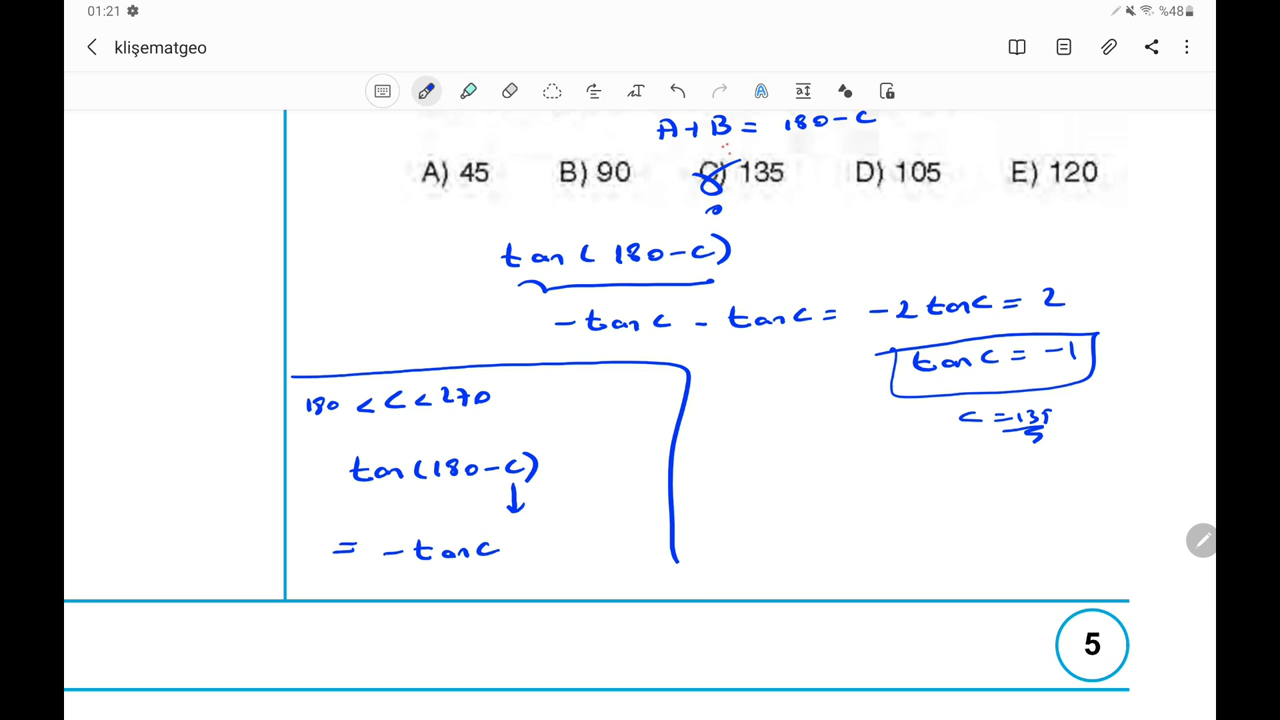 01:21 %48
klişematgeo
A + B = 180 - C
A) 45 B) 90 C) 135 D) 105 E) 120
tan (180-C)
- tan C - tan C = -2 tan C = 2
tan C = -1
C = 135
180 < C < 270
tan (180-C)
= - tan C
5